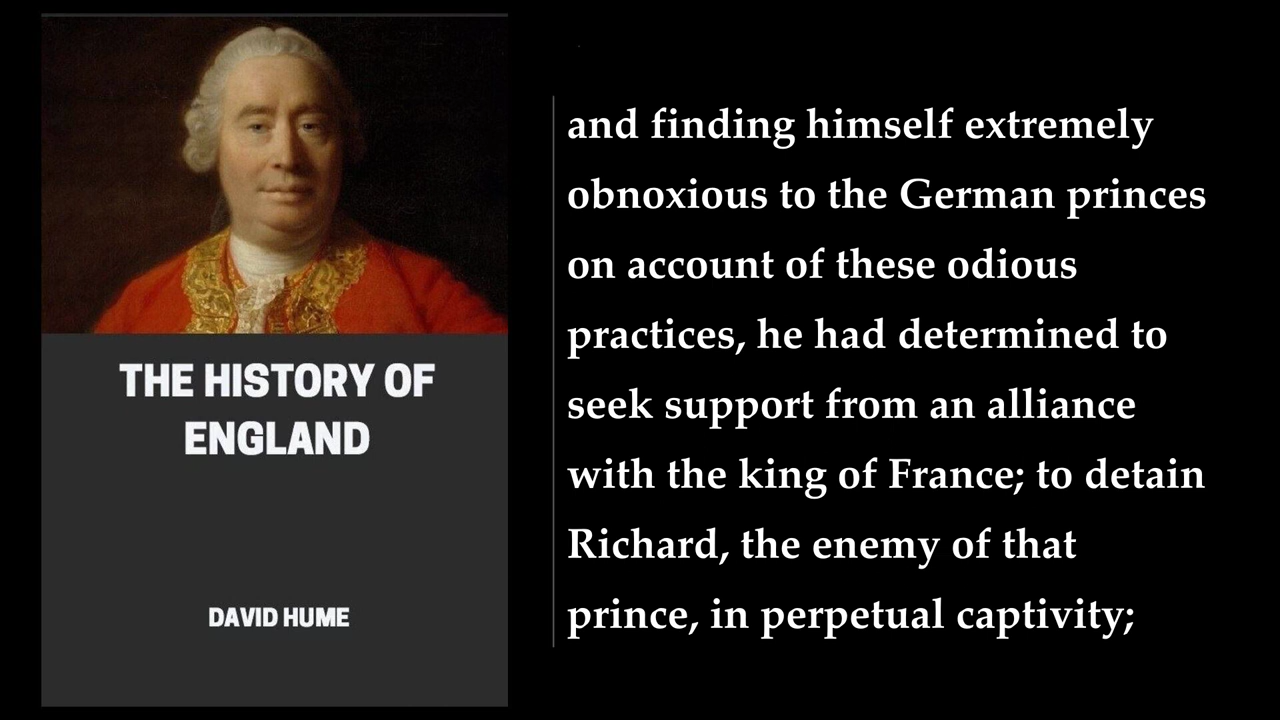 THE HISTORY OF
ENGLAND
DAVID HUME
and finding himself extremely
obnoxious to the German princes
on account of these odious
practices, he had determined to
seek support from an alliance
with the king of France; to detain
Richard, the enemy of that
prince, in perpetual captivity;